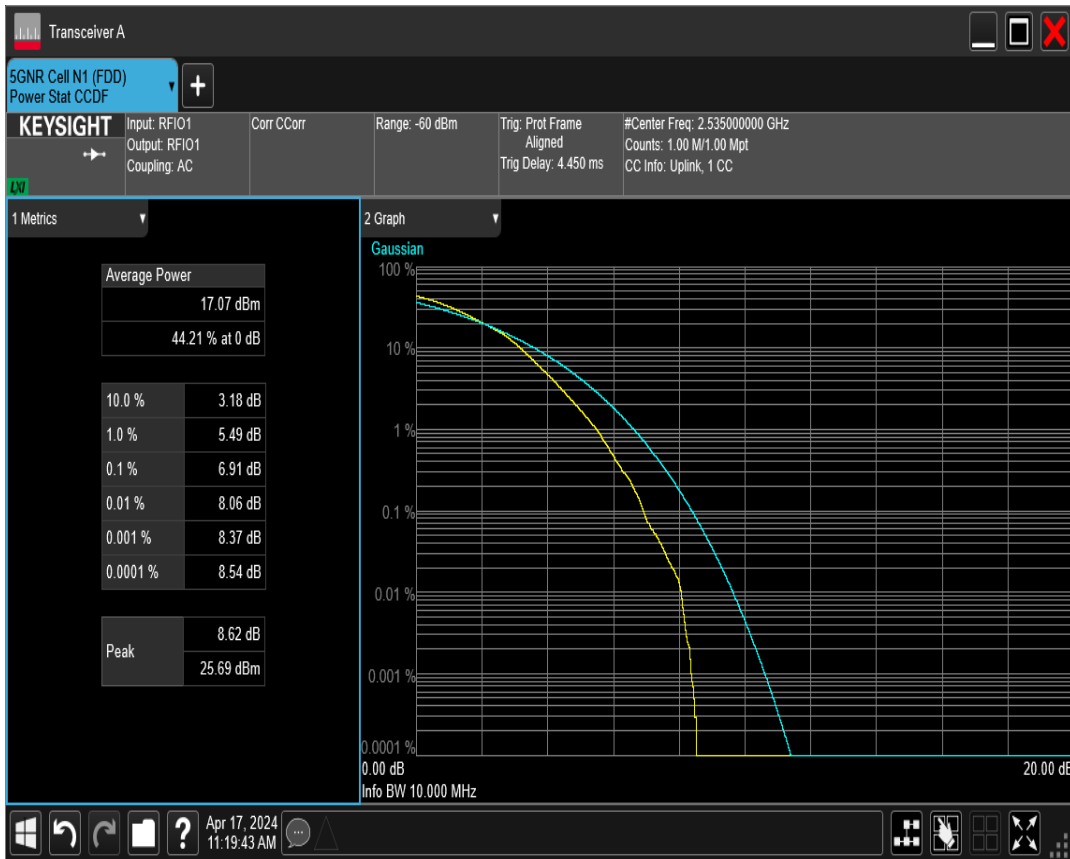 Transceiver A
5GNR Cell N1 (FDD)
Power Stat CCDF
+
KEYSIGHT
LXI
Input: RFIO1
Output: RFIO1
Coupling: AC
Corr CCorr
Range: -60 dBm
Trig: Prot Frame
Aligned
Trig Delay: 4.450 ms
#Center Freq: 2.535000000 GHz
Counts: 1.00 M/1.00 Mpt
CC Info: Uplink, 1 CC
1 Metrics
Average Power
17.07 dBm
44.21 % at 0 dB
10.0 % 3.18 dB
1.0 % 5.49 dB
0.1 % 6.91 dB
0.01 % 8.06 dB
0.001 % 8.37 dB
0.0001 % 8.54 dB
Peak 8.62 dB
25.69 dBm
2 Graph
Gaussian
100 %
10 %
1 %
0.1 %
0.01 %
0.001 %
0.0001 %
0.00 dB 20.00 dB
Info BW 10.000 MHz
?
Apr 17, 2024
11:19:43 AM